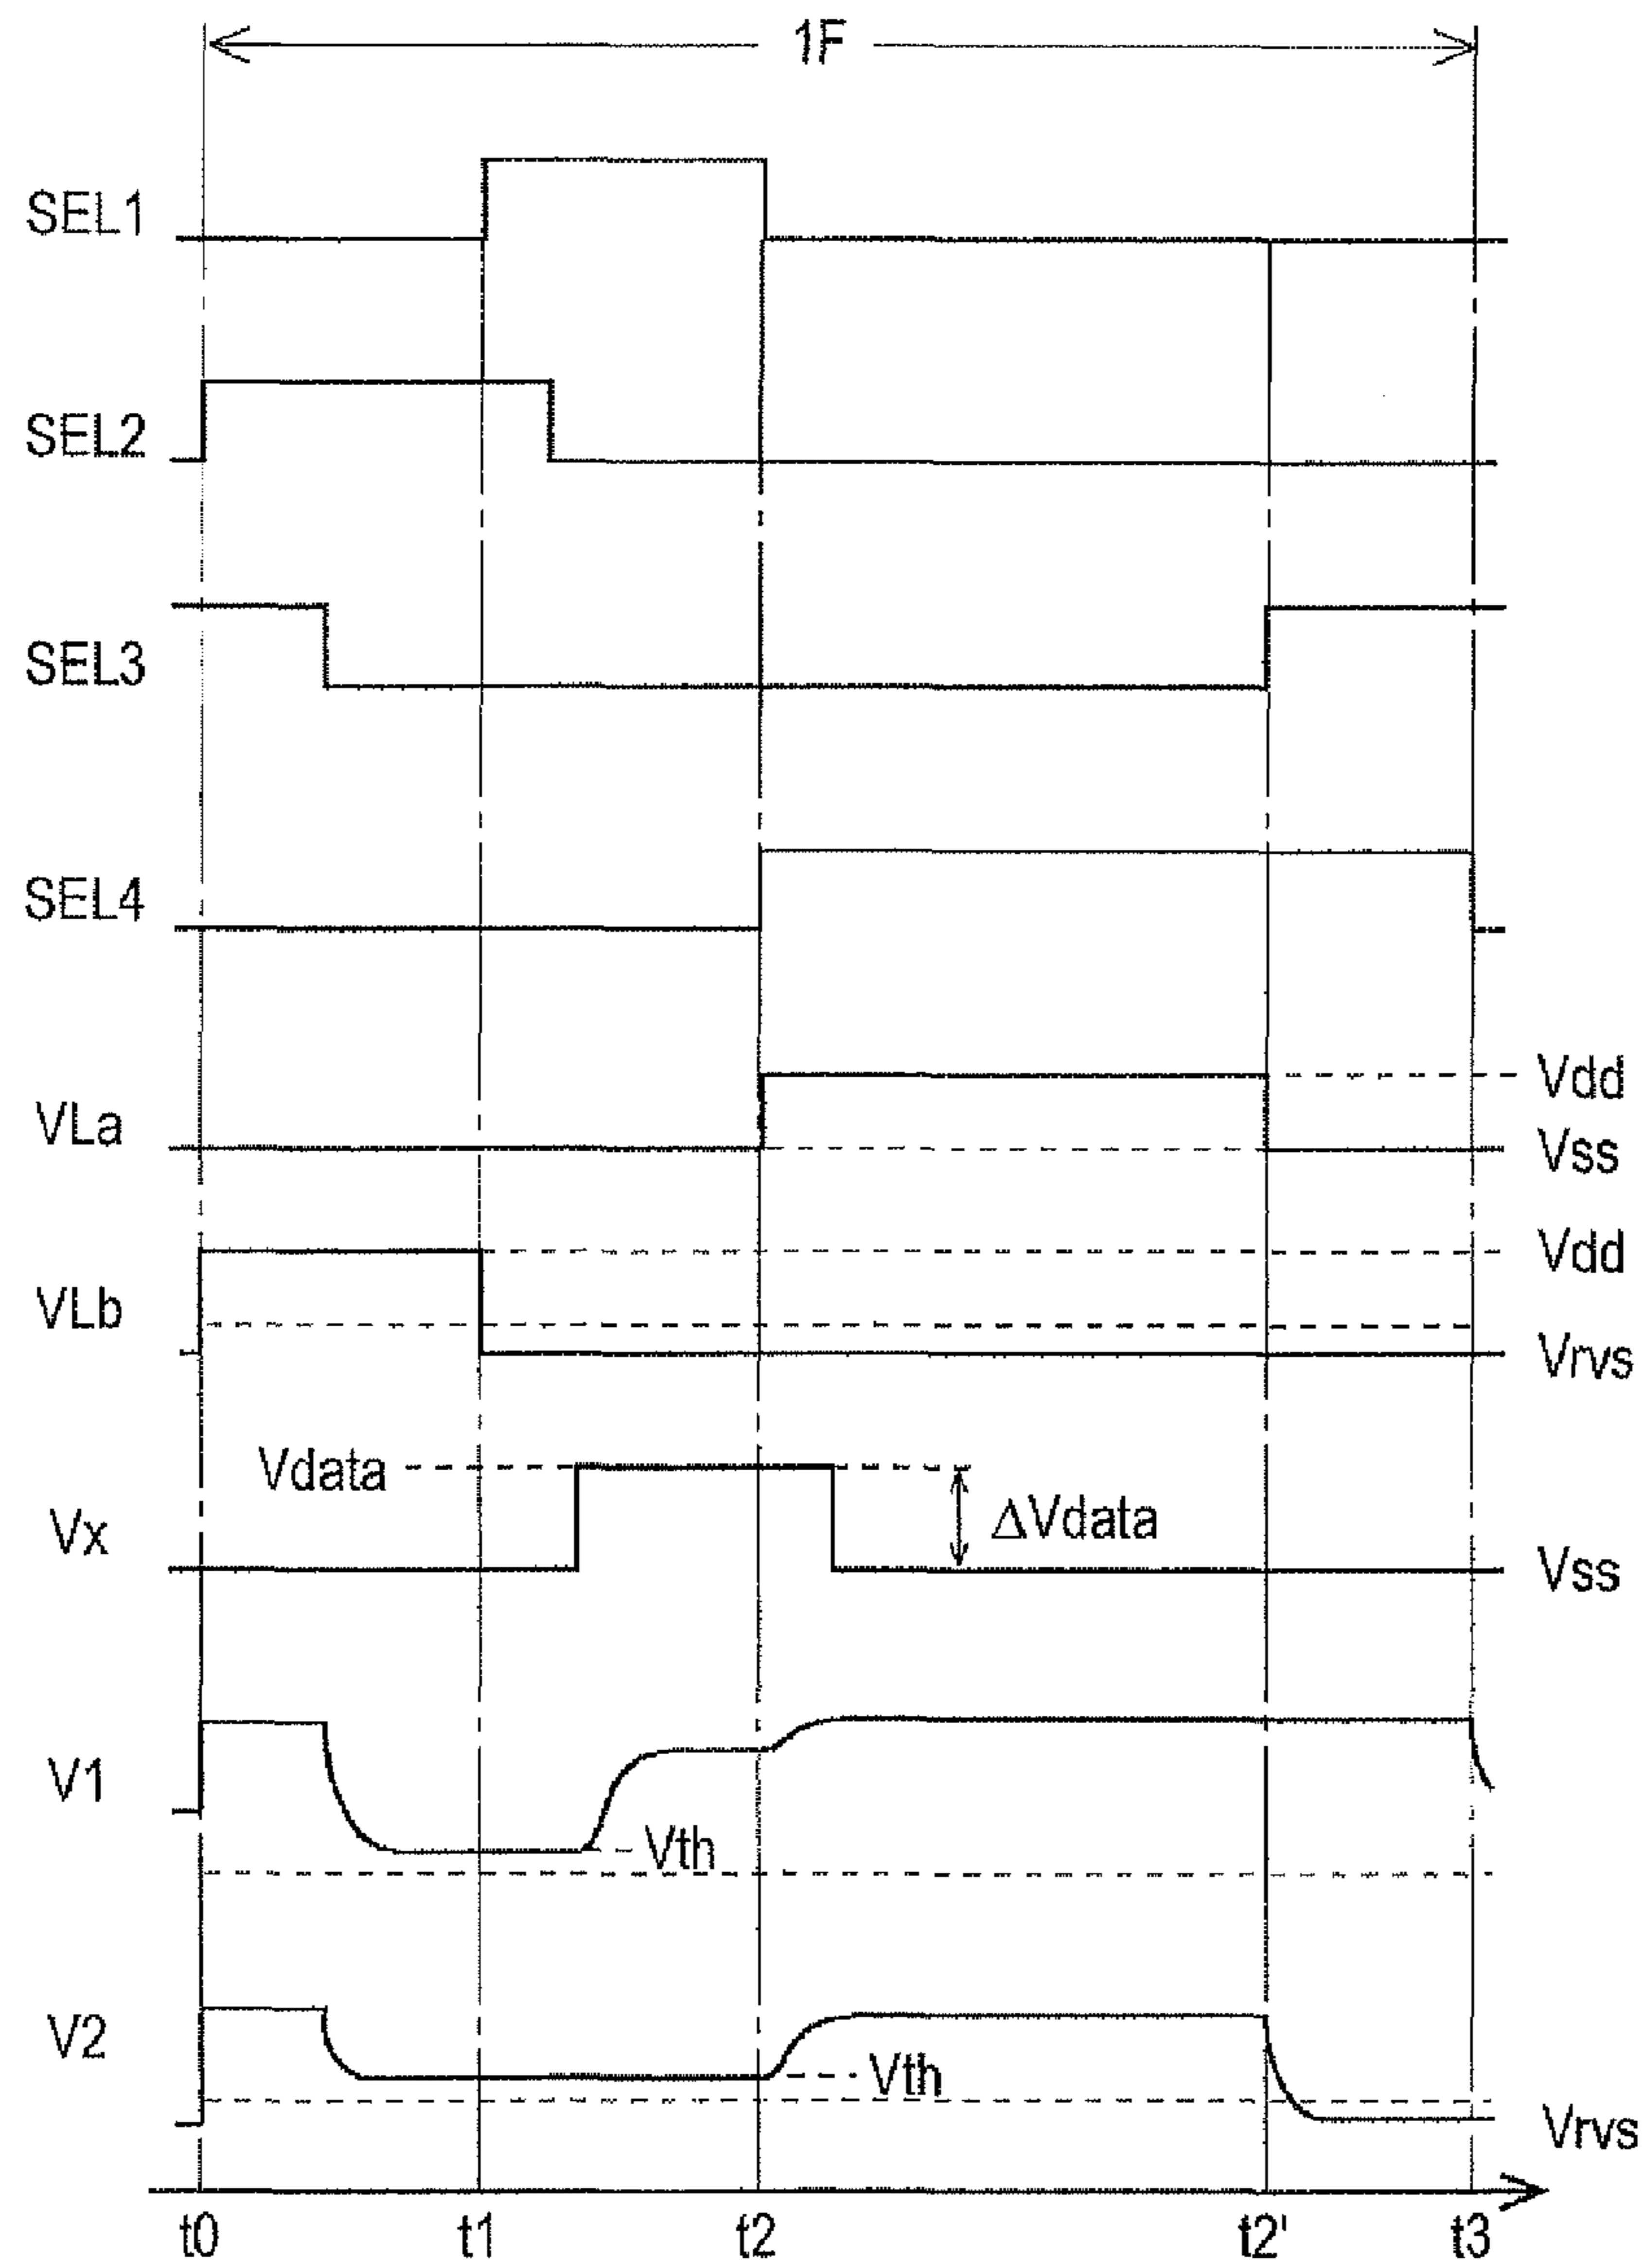 1F
SEL1
SEL2
SEL3
SEL4
Vdd
VLa
Vss
Vdd
VLb
Vrvs
Vdata
ΔVdata
Vx
Vss
V1
Vth
V2
Vth
Vrvs
t0 t1 t2 t2' t3